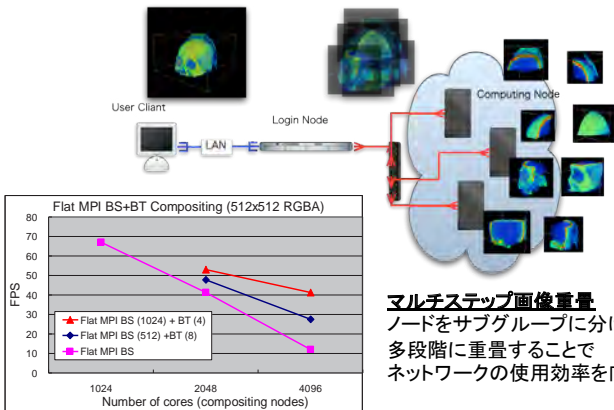 User Cliant
LAN
Login Node
Computing Node
Flat MPI BS+BT Compositing (512x512 RGBA)
FPS
80
70
60
50
40
30
20
10
0
Flat MPI BS (1024) + BT (4)
Flat MPI BS (512) +BT (8)
Flat MPI BS
1024
2048
4096
Number of cores (compositing nodes)
マルチステップ画像重畳
ノードをサブグループに分け
多段階に重畳することで
ネットワークの使用効率を